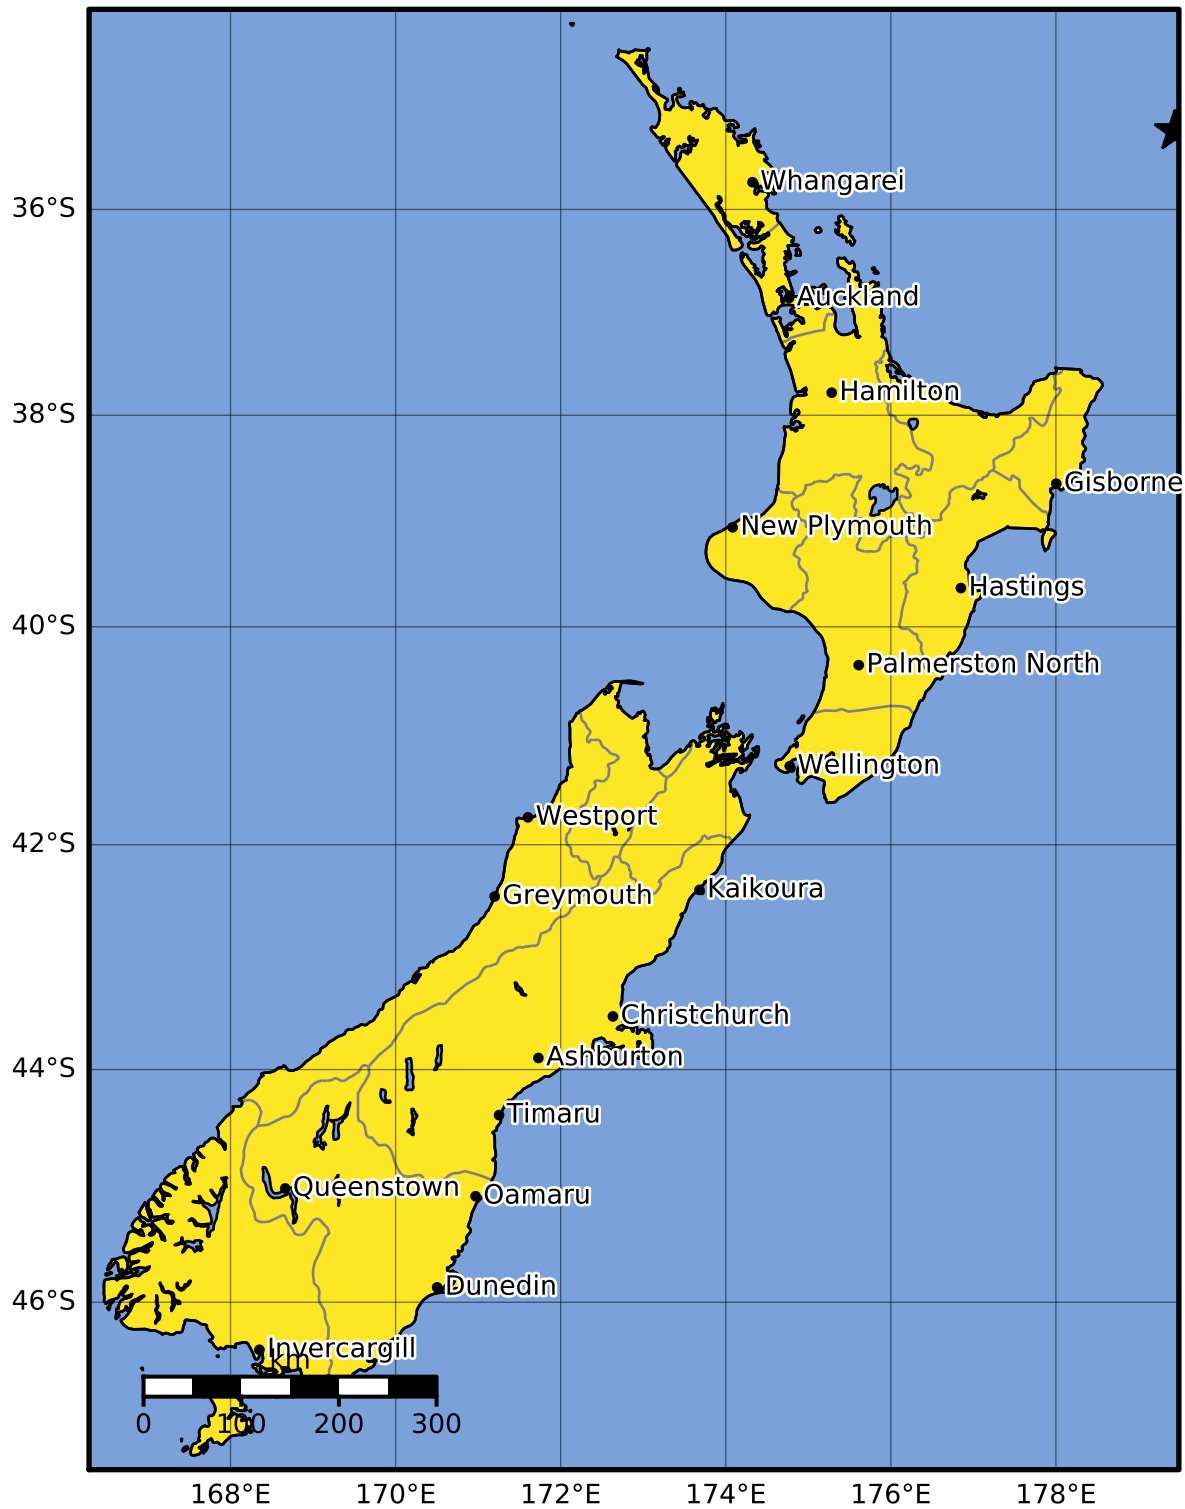 Whangarei
36°S
Auckland
Hamilton
38°S
Gisborne
New Plymouth
Hastings
40°S
Palmerston North
Wellington
Westport
42°S
Kaikoura
Greymouth
Christchurch
Ashburton
44°S
Timaru
Queenstown
Oamaru
Dunedin
46°S
Invercargill
km
0 100 200 300
168°E 170°E 172°E 174°E 176°E 178°E